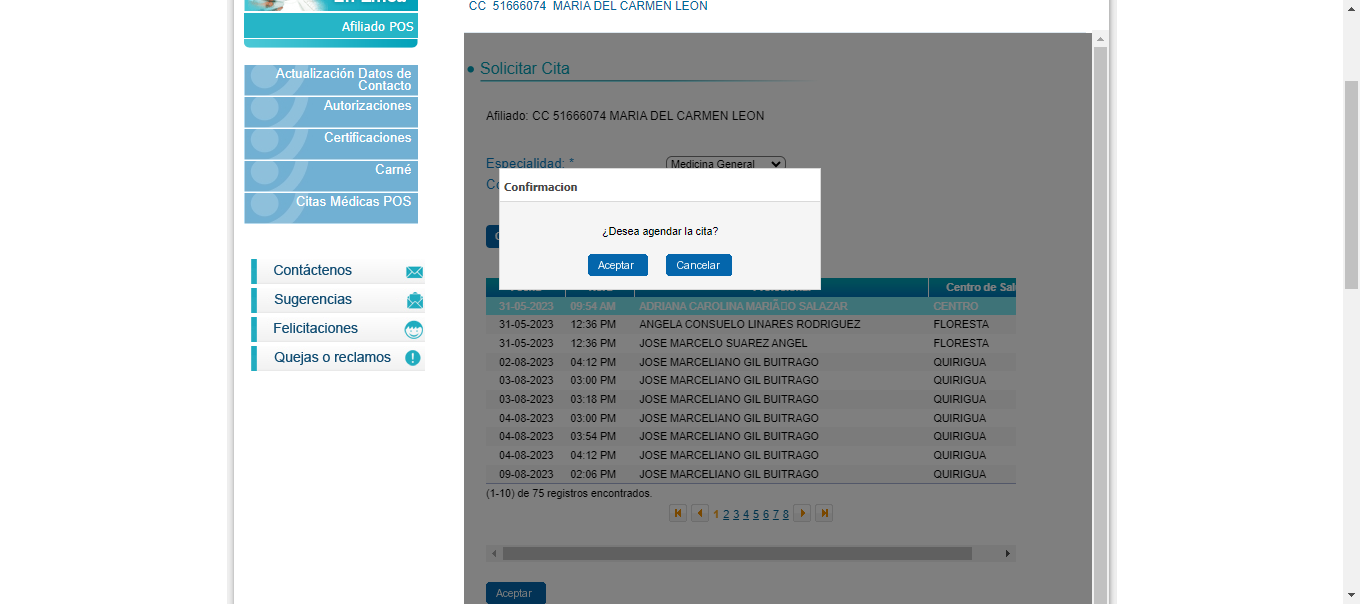 En Línea
CC 51666074 MARIA DEL CARMEN LEON
Afiliado POS
Actualización Datos de
Contacto
Autorizaciones
Certificaciones
Carné
Citas Médicas POS
Contáctenos
Sugerencias
Felicitaciones
Quejas o reclamos
Solicitar Cita
Afiliado: CC 51666074 MARIA DEL CARMEN LEON
Especialidad: * Medicina General
Confirmacion
¿Desea agendar la cita?
Aceptar Cancelar
Centro de Sal
31-05-2023 09:54 AM ADRIANA CAROLINA MARIÃDO SALAZAR CENTRO
31-05-2023 12:36 PM ANGELA CONSUELO LINARES RODRIGUEZ FLORESTA
31-05-2023 12:36 PM JOSE MARCELO SUAREZ ANGEL FLORESTA
02-08-2023 04:12 PM JOSE MARCELIANO GIL BUITRAGO QUIRIGUA
03-08-2023 03:00 PM JOSE MARCELIANO GIL BUITRAGO QUIRIGUA
03-08-2023 03:18 PM JOSE MARCELIANO GIL BUITRAGO QUIRIGUA
04-08-2023 03:00 PM JOSE MARCELIANO GIL BUITRAGO QUIRIGUA
04-08-2023 03:54 PM JOSE MARCELIANO GIL BUITRAGO QUIRIGUA
04-08-2023 04:12 PM JOSE MARCELIANO GIL BUITRAGO QUIRIGUA
09-08-2023 02:06 PM JOSE MARCELIANO GIL BUITRAGO QUIRIGUA
(1-10) de 75 registros encontrados.
1 2 3 4 5 6 7 8
Aceptar